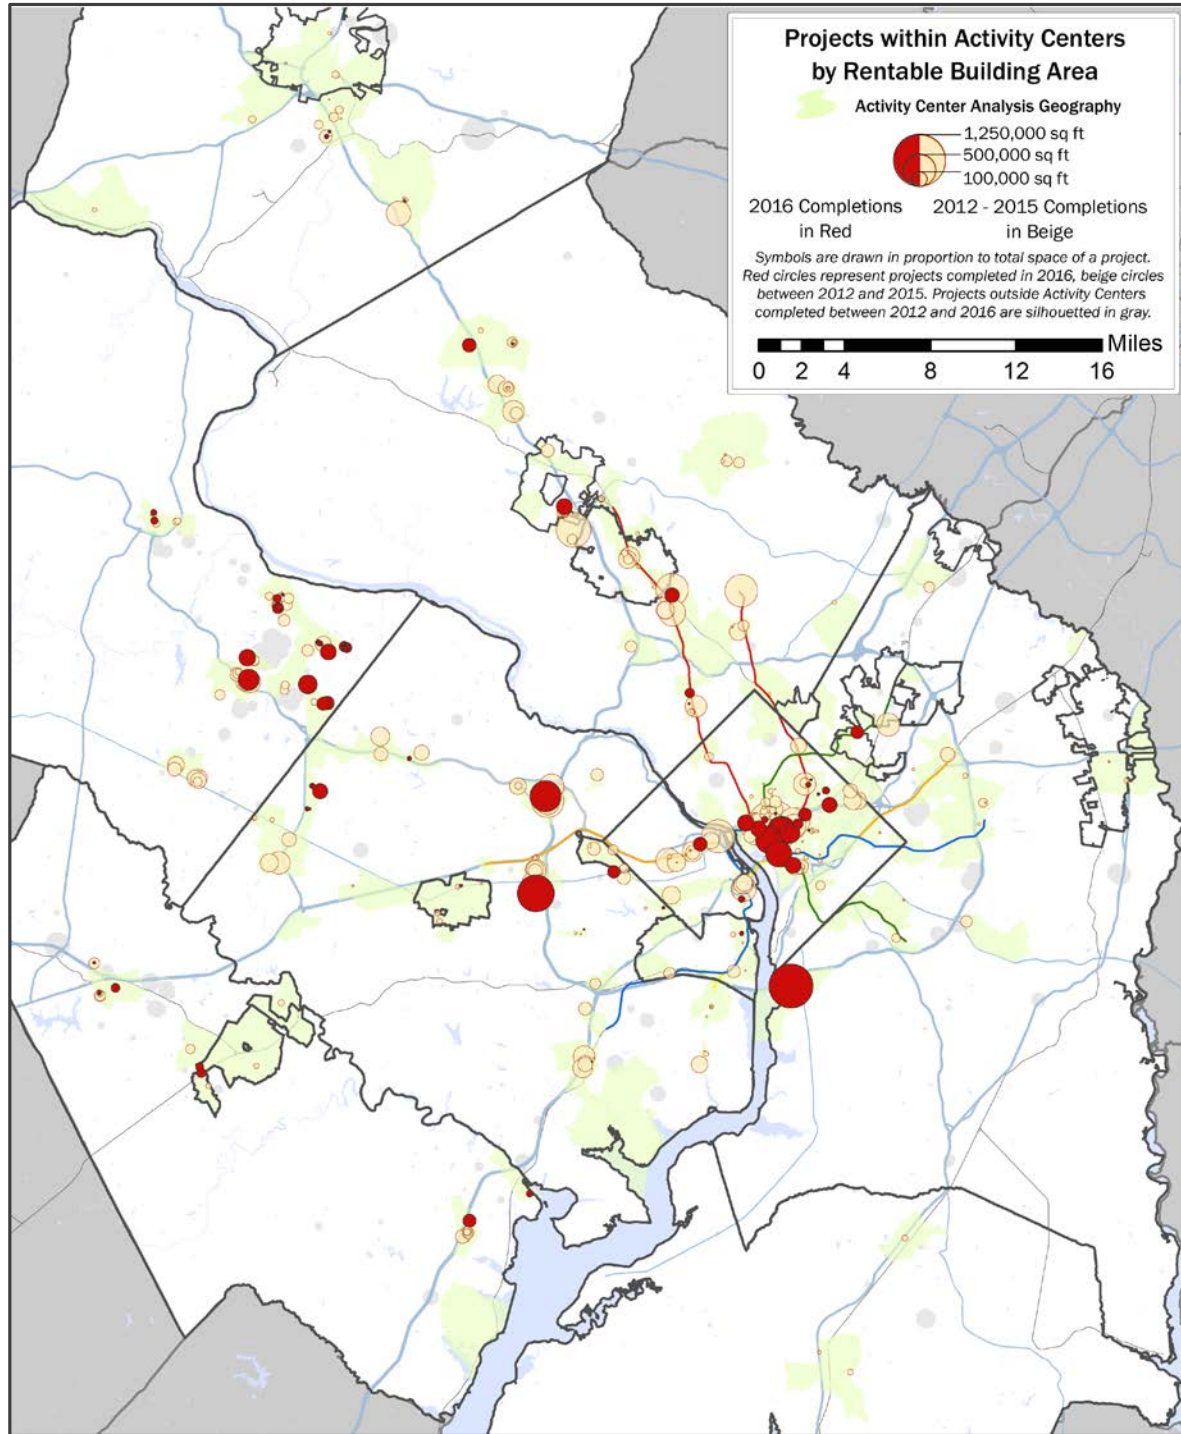 Projects within Activity Centers
by Rentable Building Area
Activity Center Analysis Geography
1,250,000 sq ft
500,000 sq ft
100,000 sq ft
2016 Completions
in Red
2012 - 2015 Completions
in Beige
Symbols are drawn in proportion to total space of a project.
Red circles represent projects completed in 2016, beige circles
between 2012 and 2015. Projects outside Activity Centers
completed between 2012 and 2016 are silhouetted in gray.
Miles
0 2 4 8 12 16